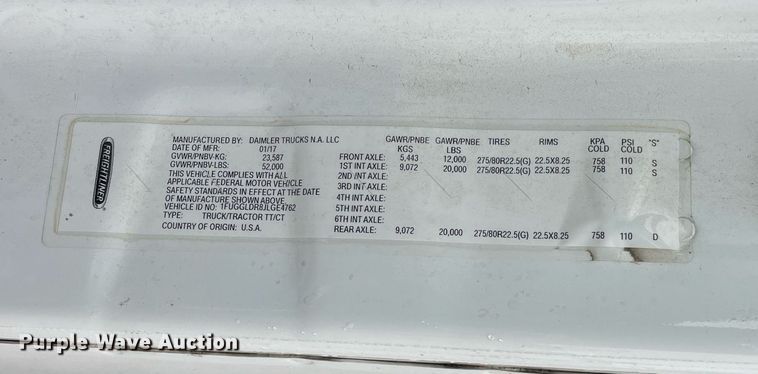 FREIGHTLINER
MANUFACTURED BY: DAIMLER TRUCKS N.A. LLC
DATE OF MFR: 01/17
GVWR/PNBV-KG: 23,587
GVWR/PNBV-LBS: 52,000
THIS VEHICLE COMPLIES WITH ALL
APPLICABLE FEDERAL MOTOR VEHICLE
SAFETY STANDARDS IN EFFECT AT THE DATE
OF MANUFACTURE SHOWN ABOVE.
VEHICLE ID NO: 1FUGGLDR8JLGE4762
TYPE: TRUCK/TRACTOR TT/CT
COUNTRY OF ORIGIN: U.S.A.
GAWR/PNBE GAWR/PNBE TIRES RIMS KPA PSI "S"
KGS LBS COLD COLD
FRONT AXLE: 5,443 12,000 275/80R22.5(G) 22.5X8.25 758 110 S
1ST INT AXLE: 9,072 20,000 275/80R22.5(G) 22.5X8.25 758 110 S
2ND INT AXLE:
3RD INT AXLE:
4TH INT AXLE:
5TH INT AXLE:
6TH INT AXLE:
REAR AXLE: 9,072 20,000 275/80R22.5(G) 22.5X8.25 758 110 D
Purple Wave Auction